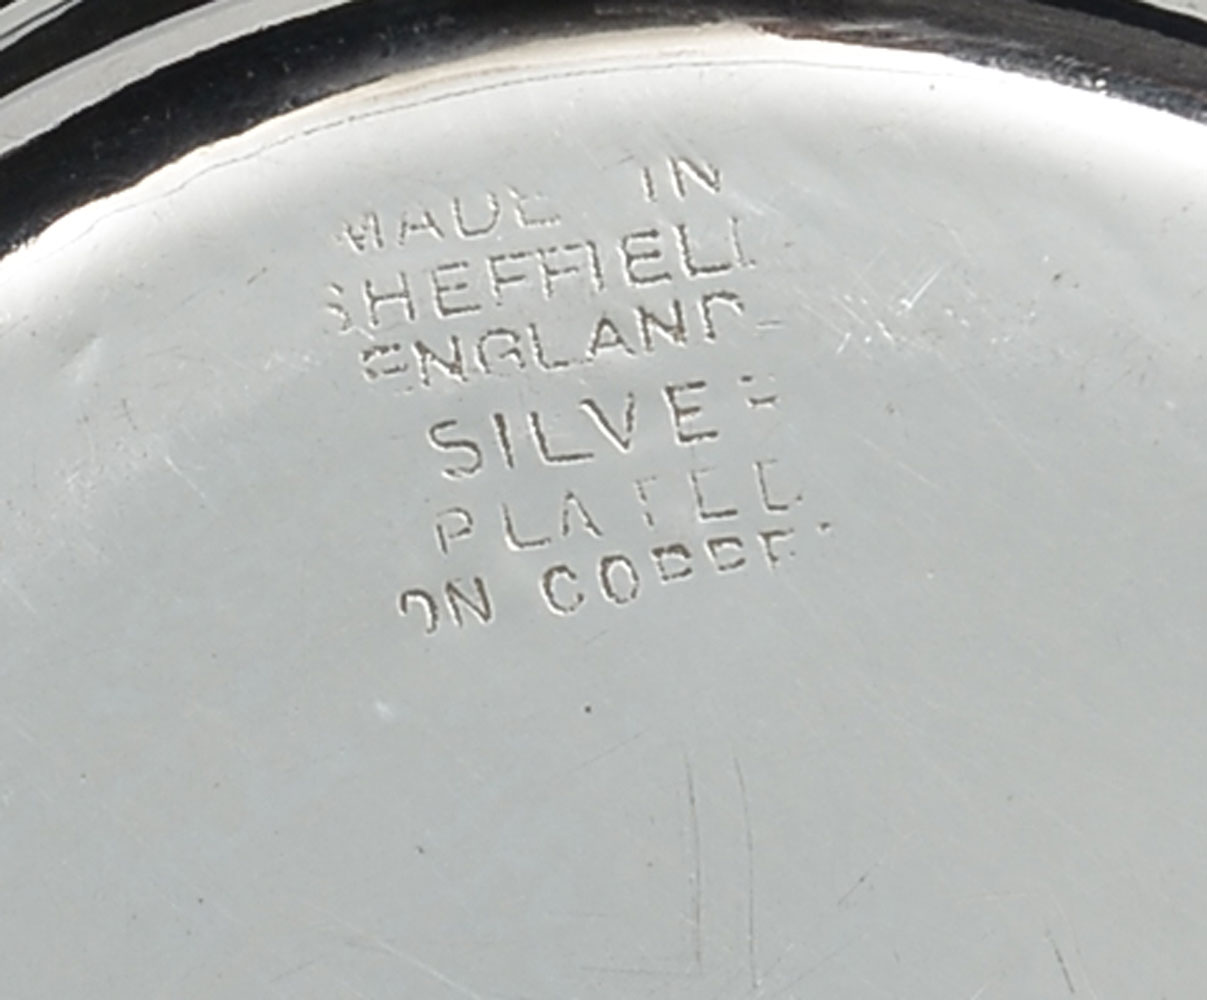 MADE IN
SHEFFIELD
ENGLAND
SILVER
PLATED
ON COPPER